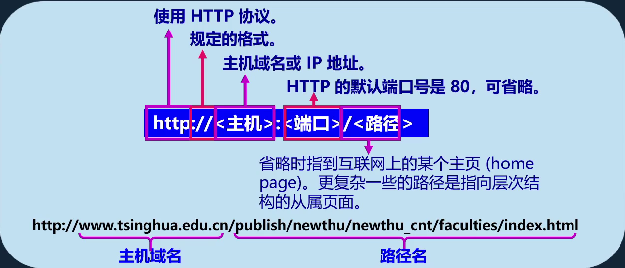 使用 HTTP 协议。
规定的格式。
主机域名或 IP 地址。
HTTP 的默认端口号是 80，可省略。
http://<主机>:<端口>/<路径>
省略时指到互联网上的某个主页 (home
page)。更复杂一些的路径是指向层次结
构的从属页面。
http://www.tsinghua.edu.cn/publish/newthu/newthu_cnt/faculties/index.html
主机域名 路径名